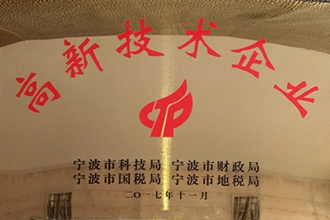 高新技术企业
宁波市科技局 宁波市财政局
宁波市国税局 宁波市地税局
二〇一七年十一月